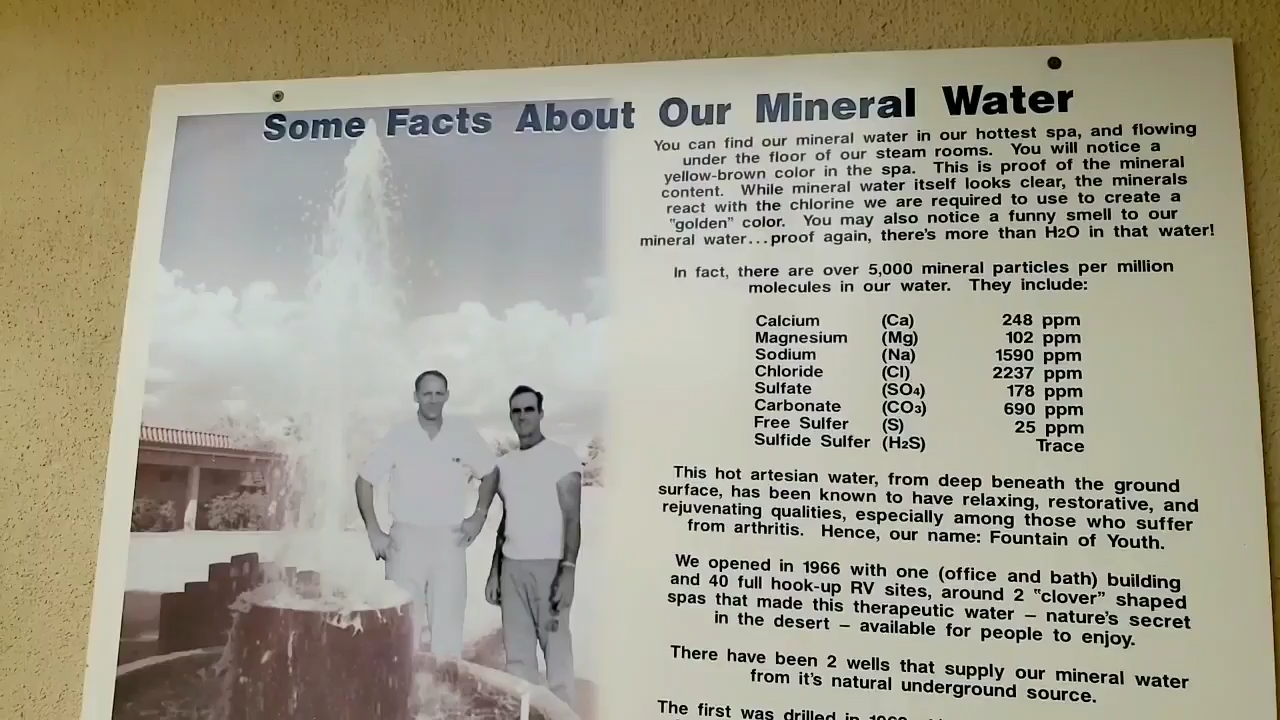 Some Facts About Our Mineral Water
You can find our mineral water in our hottest spa, and flowing
under the floor of our steam rooms. You will notice a
yellow-brown color in the spa. This is proof of the mineral
content. While mineral water itself looks clear, the minerals
react with the chlorine we are required to use to create a
"golden" color. You may also notice a funny smell to our
mineral water...proof again, there's more than H2O in that water!
In fact, there are over 5,000 mineral particles per million
molecules in our water. They include:
Calcium (Ca) 248 ppm
Magnesium (Mg) 102 ppm
Sodium (Na) 1590 ppm
Chloride (Cl) 2237 ppm
Sulfate (SO4) 178 ppm
Carbonate (CO3) 690 ppm
Free Sulfer (S) 25 ppm
Sulfide Sulfer (H2S) Trace
This hot artesian water, from deep beneath the ground
surface, has been known to have relaxing, restorative, and
rejuvenating qualities, especially among those who suffer
from arthritis. Hence, our name: Fountain of Youth.
We opened in 1966 with one (office and bath) building
and 40 full hook-up RV sites, around 2 "clover" shaped
spas that made this therapeutic water – nature's secret
in the desert – available for people to enjoy.
There have been 2 wells that supply our mineral water
from it's natural underground source.
The first was drilled in